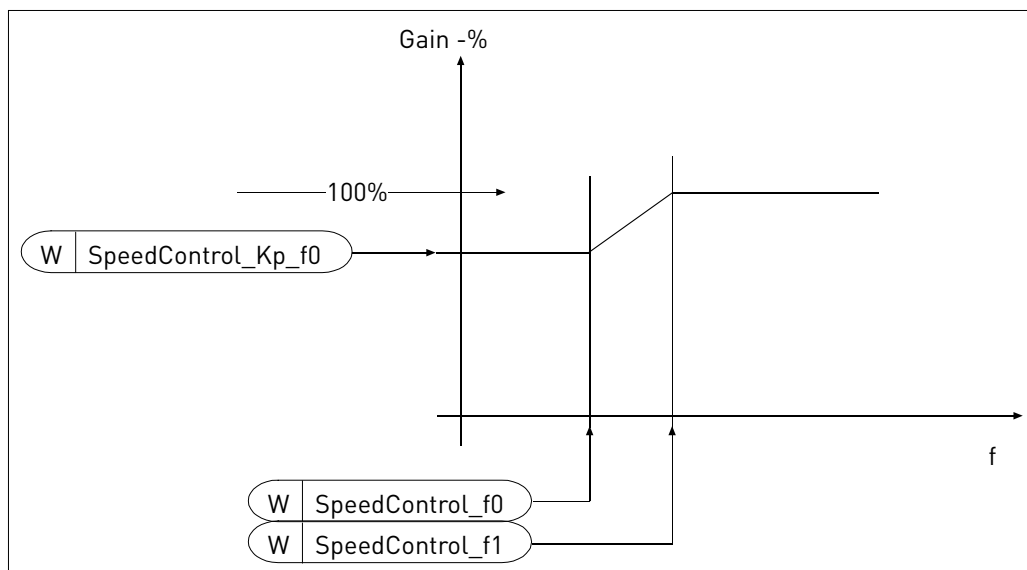 Gain -%
100%
W SpeedControl_Kp_f0
f
W SpeedControl_f0
W SpeedControl_f1